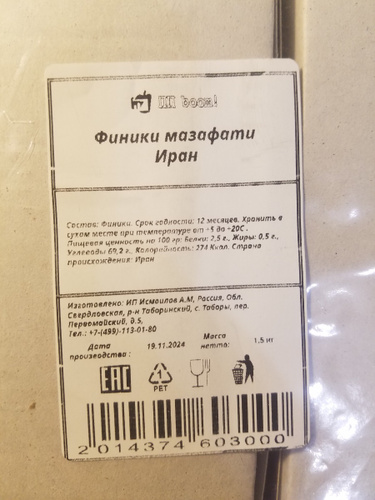 Финики мазафати
Иран
Состав: Финики. Срок годности: 12 месяцев. Хранить в
сухом месте при температуре от +5 до +20С.
Пищевая ценность на 100 гр: Белки: 2,5 г., Жиры: 0,5 г.,
Углеводы 69,2 г., Калорийность: 274 Ккал. Страна
происхождения: Иран
Изготовлено: ИП Исмаилов А.М, Россия, Обл.
Свердловская, р-н Таборинский, с. Таборы, пер.
Первомайский, д.5,
Тел.: +7-(499)-113-01-80
Дата
производства :
19.11.2024
Масса
нетто:
1,5 кг
EAC
1
PET
2 014374 603000